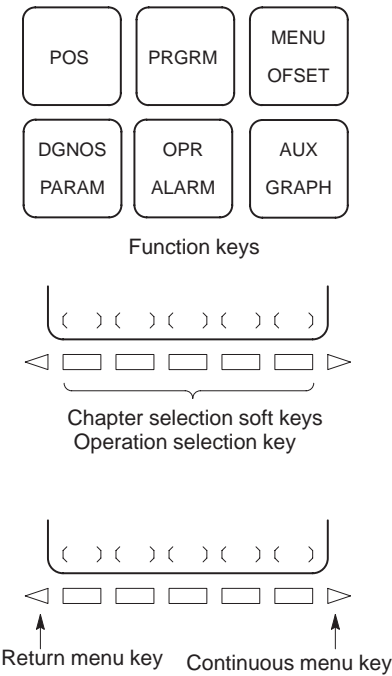 POS
PRGRM
MENU
OFSET
DGNOS
PARAM
OPR
ALARM
AUX
GRAPH
Function keys
( ) ( ) ( ) ( ) ( )
Chapter selection soft keys
Operation selection key
( ) ( ) ( ) ( ) ( )
Return menu key
Continuous menu key